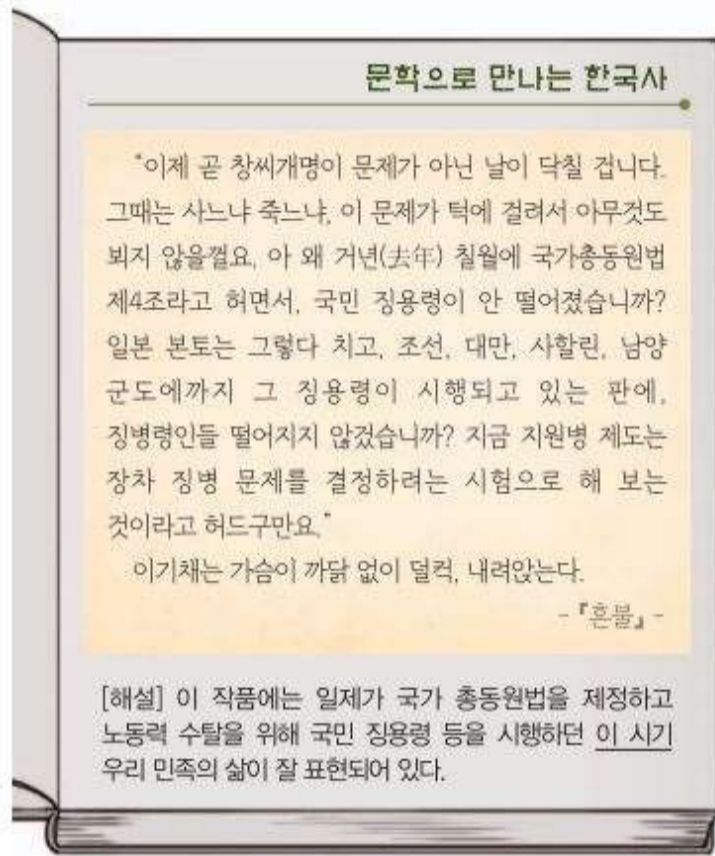 문학으로 만나는 한국사
"이제 곧 창씨개명이 문제가 아닌 날이 닥칠 겁니다.
그때는 사느냐 죽느냐, 이 문제가 턱에 걸려서 아무것도
뵈지 않을껄요. 아 왜 거년(去年) 칠월에 국가총동원법
제4조라고 허면서, 국민 징용령이 안 떨어졌습니까?
일본 본토는 그렇다 치고, 조선, 대만, 사할린, 남양
군도에까지 그 징용령이 시행되고 있는 판에,
징병령인들 떨어지지 않겄습니까? 지금 지원병 제도는
장차 징병 문제를 결정하려는 시험으로 해 보는
것이라고 허드구만요."
이기채는 가슴이 까닭 없이 덜컥, 내려앉는다.
- 『혼불』 -
[해설] 이 작품에는 일제가 국가 총동원법을 제정하고
노동력 수탈을 위해 국민 징용령 등을 시행하던 이 시기
우리 민족의 삶이 잘 표현되어 있다.